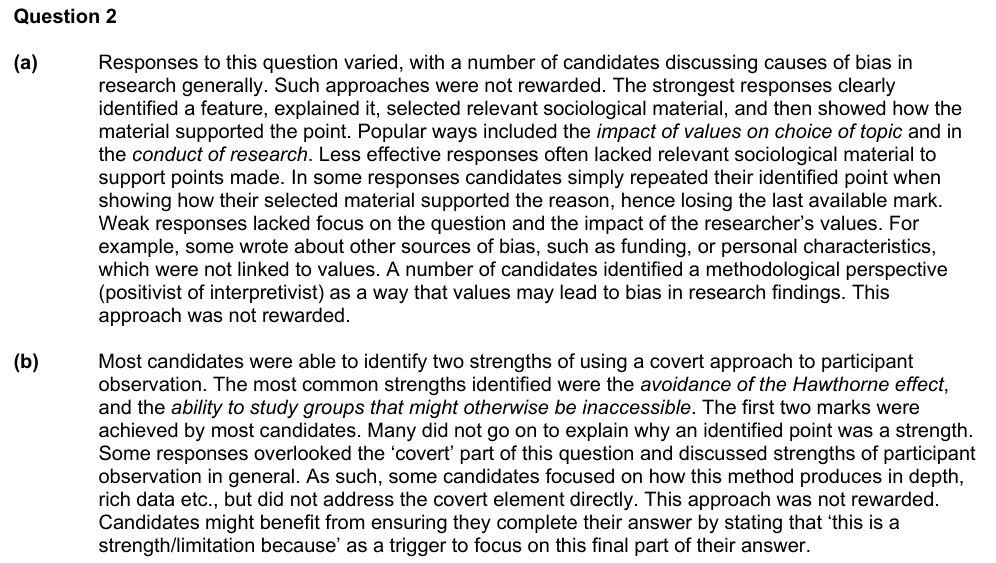 Question 2
(a) Responses to this question varied, with a number of candidates discussing causes of bias in
research generally. Such approaches were not rewarded. The strongest responses clearly
identified a feature, explained it, selected relevant sociological material, and then showed how the
material supported the point. Popular ways included the impact of values on choice of topic and in
the conduct of research. Less effective responses often lacked relevant sociological material to
support points made. In some responses candidates simply repeated their identified point when
showing how their selected material supported the reason, hence losing the last available mark.
Weak responses lacked focus on the question and the impact of the researcher’s values. For
example, some wrote about other sources of bias, such as funding, or personal characteristics,
which were not linked to values. A number of candidates identified a methodological perspective
(positivist of interpretivist) as a way that values may lead to bias in research findings. This
approach was not rewarded.
(b) Most candidates were able to identify two strengths of using a covert approach to participant
observation. The most common strengths identified were the avoidance of the Hawthorne effect,
and the ability to study groups that might otherwise be inaccessible. The first two marks were
achieved by most candidates. Many did not go on to explain why an identified point was a strength.
Some responses overlooked the ‘covert’ part of this question and discussed strengths of participant
observation in general. As such, some candidates focused on how this method produces in depth,
rich data etc., but did not address the covert element directly. This approach was not rewarded.
Candidates might benefit from ensuring they complete their answer by stating that ‘this is a
strength/limitation because’ as a trigger to focus on this final part of their answer.